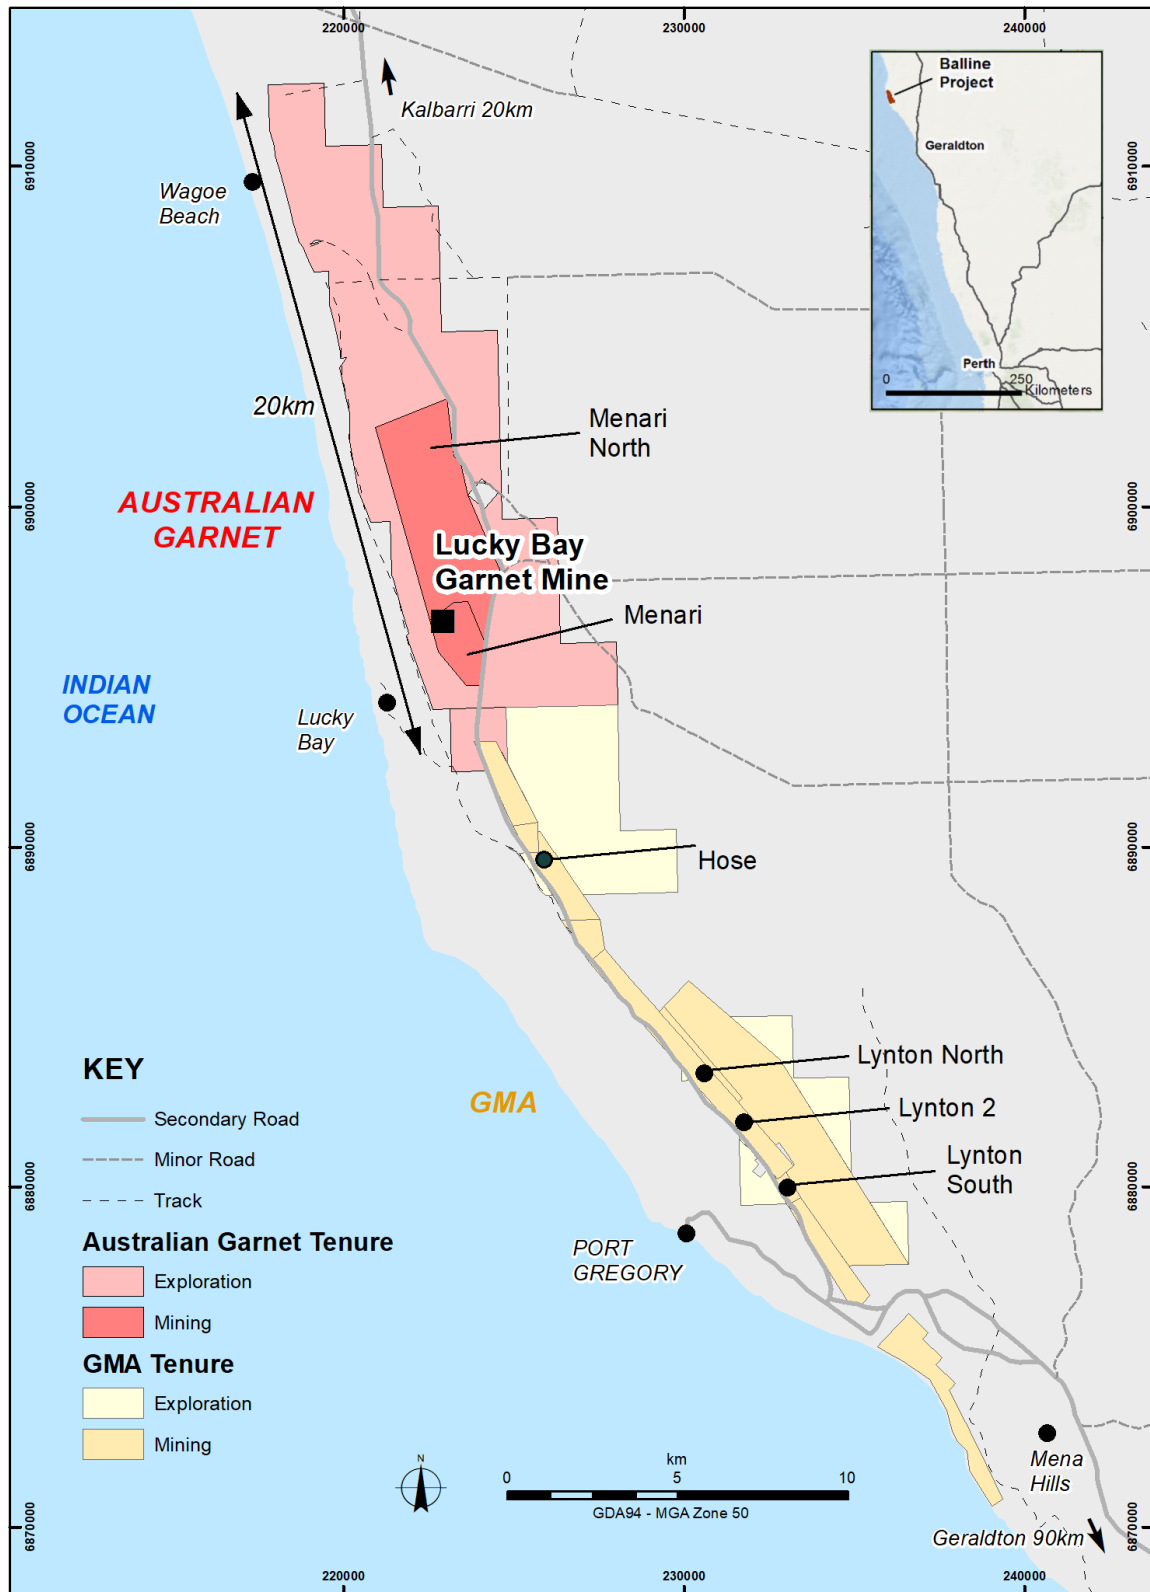 220000
230000
240000
Kalbarri 20km
Balline
Project
Geraldton
Perth
0
250
Kilometers
6910000
6910000
Wagoe
Beach
20km
Menari
North
AUSTRALIAN
GARNET
6900000
6900000
Lucky Bay
Garnet Mine
Menari
INDIAN
OCEAN
Lucky
Bay
6890000
6890000
Hose
KEY
Secondary Road
Minor Road
Track
Australian Garnet Tenure
Exploration
Mining
GMA Tenure
Exploration
Mining
GMA
Lynton North
Lynton 2
Lynton
South
6880000
6880000
PORT
GREGORY
Mena
Hills
N
km
0
5
10
GDA94 - MGA Zone 50
Geraldton 90km
6870000
6870000
220000
230000
240000